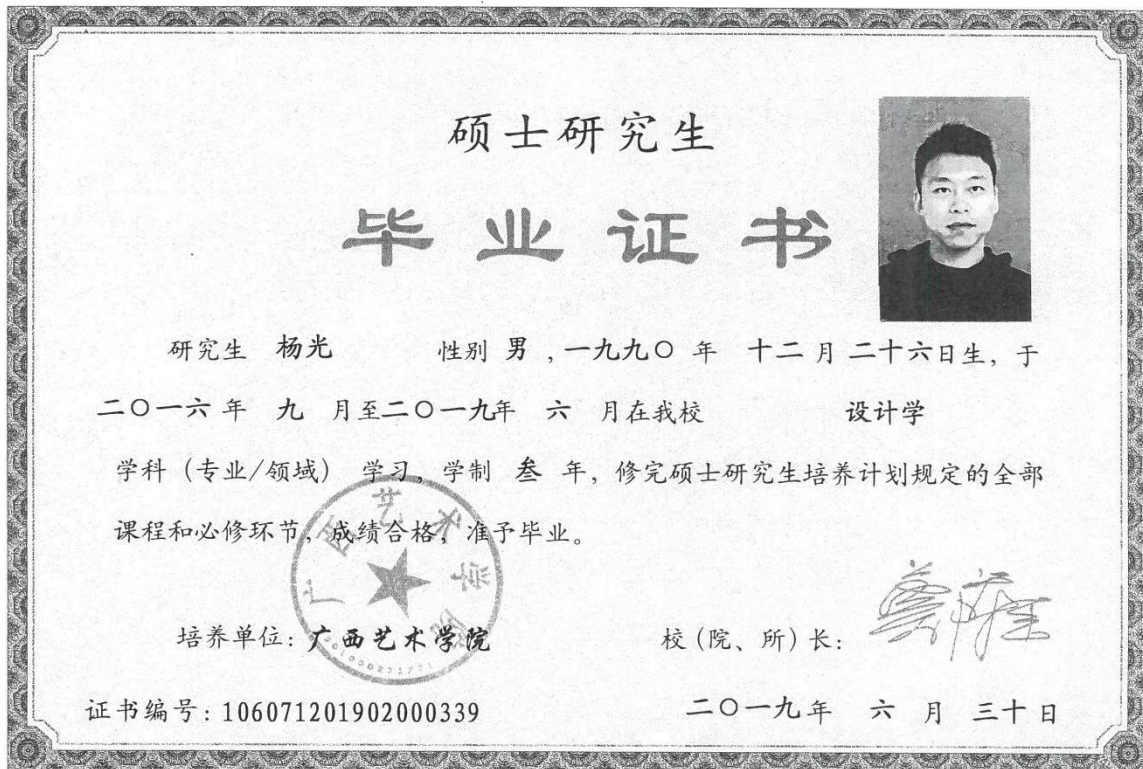 硕士研究生
毕业证书
研究生 杨光 性别 男 ,一九九〇 年 十二 月 二十六日生，于
二〇一六 年 九 月至二〇一九年 六 月在我校 设计学
学科（专业/领域） 学习，学制 叁 年，修完硕士研究生培养计划规定的全部
课程和必修环节，成绩合格，准予毕业。
广西艺术学院
培养单位：广西艺术学院 校（院、所）长：
证书编号：106071201902000339 二〇一九年 六 月 三十日